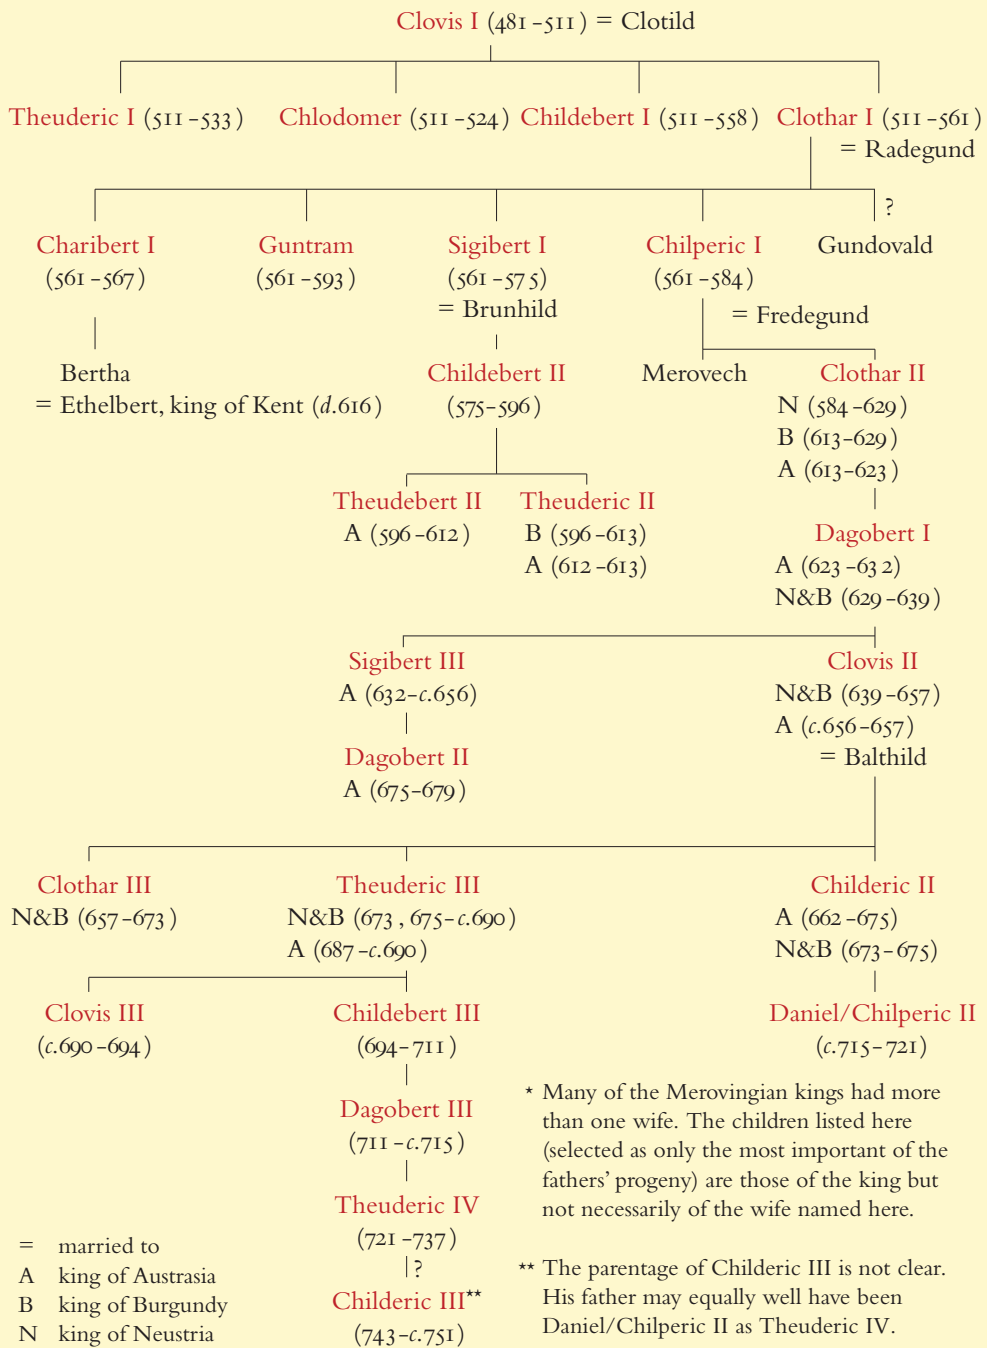 Clovis I (481–511) = Clotild
Theuderic I (511–533) Chlodomer (511–524) Childebert I (511–558) Clothar I (511–561)
= Radegund
?
Charibert I Guntram Sigibert I Chilperic I Gundovald
(561–567) (561–593) (561–575) (561–584)
= Brunhild = Fredegund
Bertha Childebert II Merovech Clothar II
= Ethelbert, king of Kent (d.616) (575–596) N (584–629)
B (613–629)
A (613–623)
Theudebert II Theuderic II
A (596–612) B (596–613)
A (612–613)
Dagobert I
A (623–632)
N&B (629–639)
Sigibert III Clovis II
A (632–c.656) N&B (639–657)
A (c.656–657)
Dagobert II = Balthild
A (675–679)
Clothar III Theuderic III Childeric II
N&B (657–673) N&B (673, 675–c.690) A (662–675)
A (687–c.690) N&B (673–675)
Clovis III Childebert III Daniel/Chilperic II
(c.690–694) (694–711) (c.715–721)
Dagobert III
(711–c.715)
Theuderic IV
(721–737)
?
Childeric III**
(743–c.751)
* Many of the Merovingian kings had more
than one wife. The children listed here
(selected as only the most important of the
fathers' progeny) are those of the king but
not necessarily of the wife named here.
** The parentage of Childeric III is not clear.
His father may equally well have been
Daniel/Chilperic II as Theuderic IV.
= married to
A king of Austrasia
B king of Burgundy
N king of Neustria